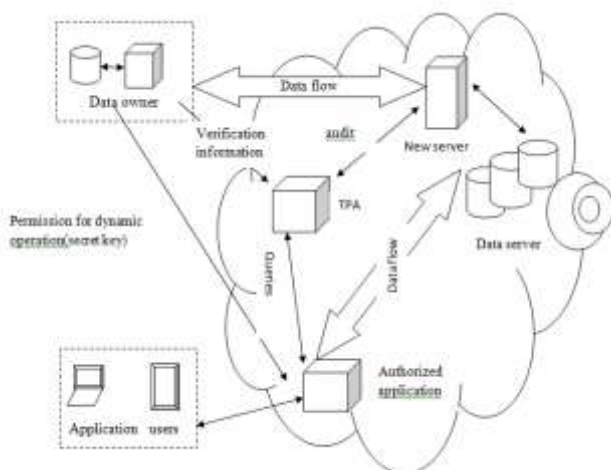 Data flow
Data owner
Verification
information
audit
New server
TPA
Permission for dynamic
operation(secret key)
Queries
Data flow
Data server
Authorized
application
Application users